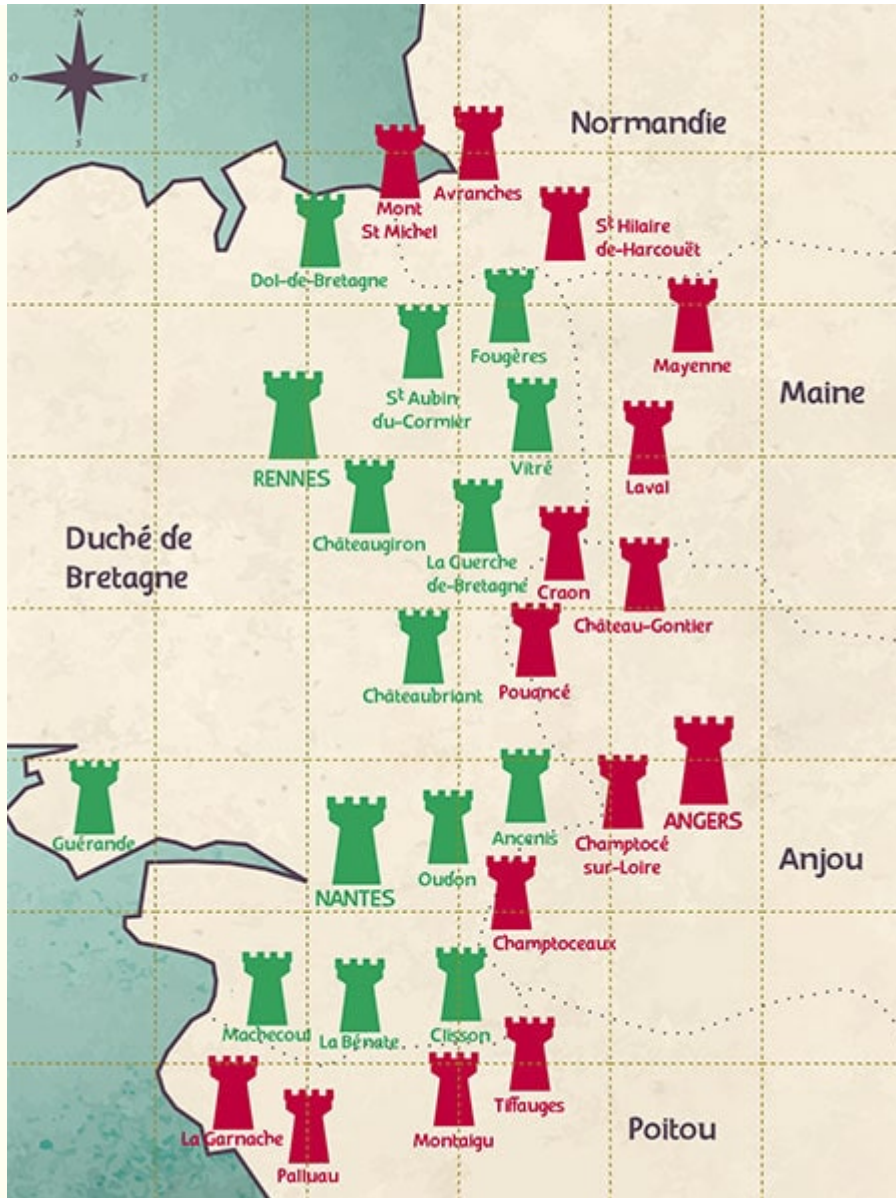 N
O
E
S
Normandie
Mont
St Michel
Avranches
St Hilaire
de-Harcouët
Dol-de-Bretagne
Fougères
Mayenne
St Aubin
du-Cormier
Maine
RENNES
Vitré
Laval
Châteaugiron
Duché de
Bretagne
La Guerche
de-Bretagne
Craon
Château-Gontier
Châteaubriant
Pouancé
Guérande
NANTES
Oudon
Ancenis
Champtocé
sur-Loire
ANGERS
Anjou
Champtoceaux
Machecoul
La Bénate
Clisson
Tiffauges
La Garnache
Palluau
Montaigu
Poitou